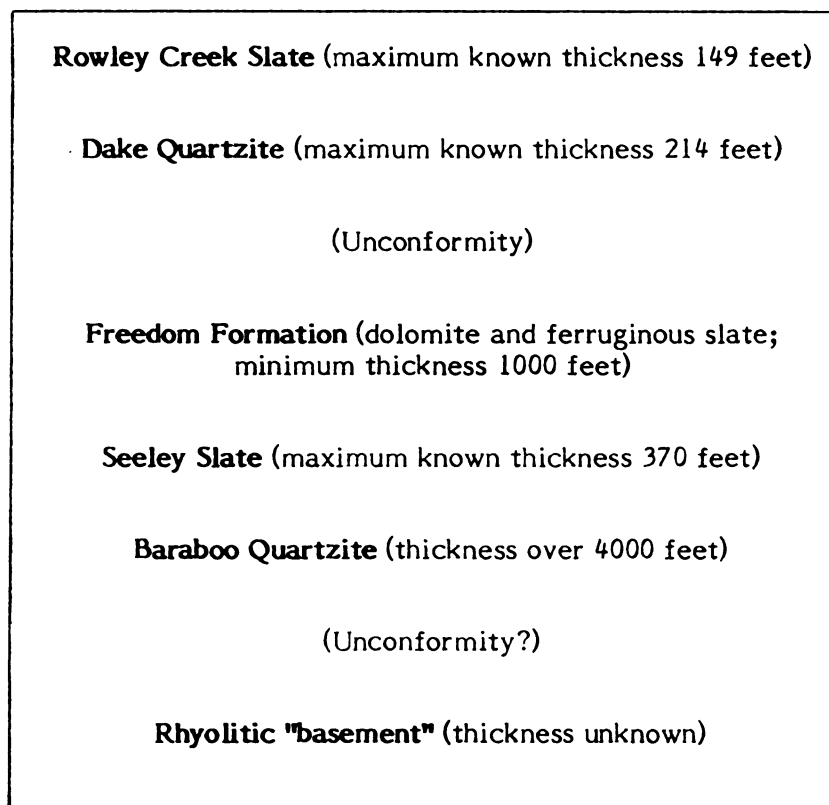 Rowley Creek Slate (maximum known thickness 149 feet)
Dake Quartzite (maximum known thickness 214 feet)
(Unconformity)
Freedom Formation (dolomite and ferruginous slate;
minimum thickness 1000 feet)
Seeley Slate (maximum known thickness 370 feet)
Baraboo Quartzite (thickness over 4000 feet)
(Unconformity?)
Rhyolitic "basement" (thickness unknown)